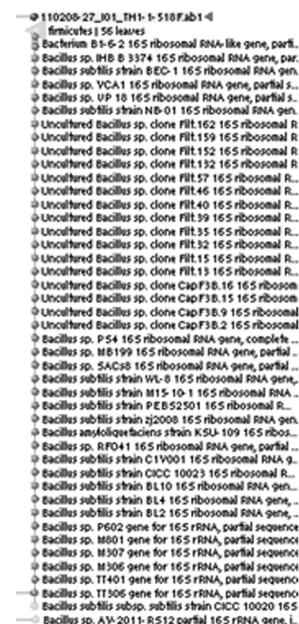 110208-27_I01_TH1-1-518F.ab1
firmicutes | 56 leaves
Bacterium B1-6-2 16S ribosomal RNA-like gene, parti...
Bacillus sp. IHB B 3374 16S ribosomal RNA gene, par.
Bacillus subtilis strain BEC-1 16S ribosomal RNA gen.
Bacillus sp. VCA1 16S ribosomal RNA gene, partial s...
Bacillus sp. UP 18 16S ribosomal RNA gene, partial s...
Bacillus subtilis strain NB-01 16S ribosomal RNA gen.
Uncultured Bacillus sp. clone Filt.162 16S ribosomal R
Uncultured Bacillus sp. clone Filt.159 16S ribosomal R
Uncultured Bacillus sp. clone Filt.152 16S ribosomal R
Uncultured Bacillus sp. clone Filt.132 16S ribosomal R
Uncultured Bacillus sp. clone Filt.57 16S ribosomal R...
Uncultured Bacillus sp. clone Filt.46 16S ribosomal R...
Uncultured Bacillus sp. clone Filt.40 16S ribosomal R...
Uncultured Bacillus sp. clone Filt.39 16S ribosomal R...
Uncultured Bacillus sp. clone Filt.35 16S ribosomal R...
Uncultured Bacillus sp. clone Filt.32 16S ribosomal R...
Uncultured Bacillus sp. clone Filt.15 16S ribosomal R...
Uncultured Bacillus sp. clone Filt.13 16S ribosomal R...
Uncultured Bacillus sp. clone CapF3B.16 16S ribosom
Uncultured Bacillus sp. clone CapF3B.15 16S ribosom
Uncultured Bacillus sp. clone CapF3B.9 16S ribosomal
Uncultured Bacillus sp. clone CapF3B.2 16S ribosomal
Bacillus sp. PS4 16S ribosomal RNA gene, complete ...
Bacillus sp. MB199 16S ribosomal RNA gene, partial ...
Bacillus sp. SACs8 16S ribosomal RNA gene, partial ...
Bacillus subtilis strain WL-8 16S ribosomal RNA gene,
Bacillus subtilis strain M15-10-1 16S ribosomal RNA ...
Bacillus subtilis strain PEBS2501 16S ribosomal R...
Bacillus subtilis strain zj2008 16S ribosomal RNA gen.
Bacillus amyloliquefaciens strain KSU-109 16S ribos...
Bacillus sp. RFO41 16S ribosomal RNA gene, partial ...
Bacillus subtilis strain C1V001 16S ribosomal RNA g.
Bacillus subtilis strain CICC 10023 16S ribosomal R...
Bacillus subtilis strain BL10 16S ribosomal RNA gen...
Bacillus subtilis strain BL4 16S ribosomal RNA gene, ...
Bacillus subtilis strain BL2 16S ribosomal RNA gene, ...
Bacillus sp. P602 gene for 16S rRNA, partial sequence
Bacillus sp. M801 gene for 16S rRNA, partial sequence
Bacillus sp. M307 gene for 16S rRNA, partial sequence
Bacillus sp. M306 gene for 16S rRNA, partial sequence
Bacillus sp. TT401 gene for 16S rRNA, partial sequenc
Bacillus sp. TT306 gene for 16S rRNA, partial sequenc
Bacillus subtilis subsp. subtilis strain CICC 10020 16S
Bacillus sp. AV-2011-RS12 partial 16S rRNA gene, i...